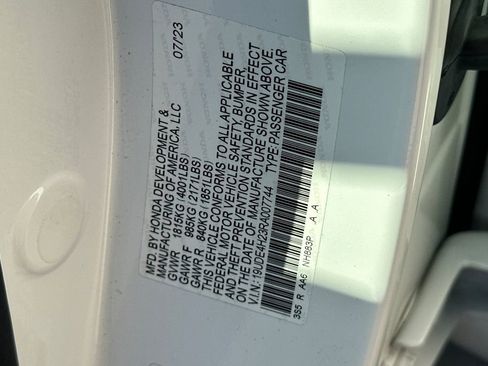 MFD. BY HONDA DEVELOPMENT & 07/23
MANUFACTURING OF AMERICA, LLC
GVWR 1815KG (4001LBS)
GAWR F 985KG (2171LBS)
GAWR R 840KG (1851LBS)
THIS VEHICLE CONFORMS TO ALL APPLICABLE
FEDERAL MOTOR VEHICLE SAFETY, BUMPER,
AND THEFT PREVENTION STANDARDS IN EFFECT
ON THE DATE OF MANUFACTURE SHOWN ABOVE.
V.I.N.: 19UDE4H23RA007744 TYPE:PASSENGER CAR
3S5 R AA6 NH883P A A